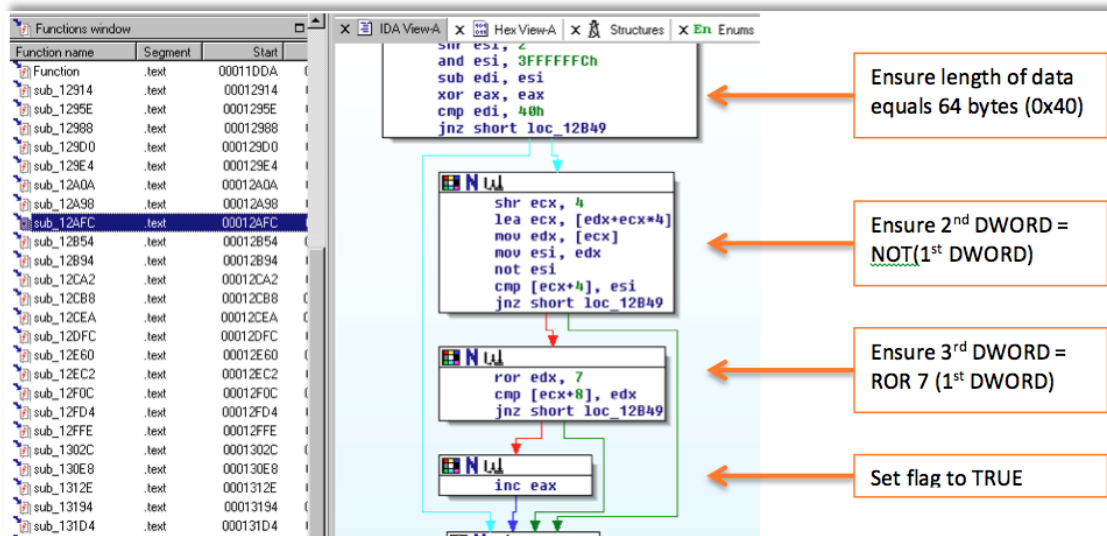 Functions window
Function name Segment Start
Function .text 00011DDA
sub_12914 .text 00012914
sub_1295E .text 0001295E
sub_12988 .text 00012988
sub_129D0 .text 000129D0
sub_129E4 .text 000129E4
sub_12A0A .text 00012A0A
sub_12A98 .text 00012A98
sub_12AFC .text 00012AFC
sub_12B54 .text 00012B54
sub_12B94 .text 00012B94
sub_12CA2 .text 00012CA2
sub_12CB8 .text 00012CB8
sub_12CEA .text 00012CEA
sub_12DFC .text 00012DFC
sub_12E60 .text 00012E60
sub_12EC2 .text 00012EC2
sub_12F0C .text 00012F0C
sub_12FD4 .text 00012FD4
sub_12FFE .text 00012FFE
sub_1302C .text 0001302C
sub_130E8 .text 000130E8
sub_1312E .text 0001312E
sub_13194 .text 00013194
sub_131D4 .text 000131D4
IDA View-A X Hex View-A X Structures X En Enums
shr esi, 2
and esi, 3FFFFFFCh
sub edi, esi
xor eax, eax
cmp edi, 40h
jnz short loc_12B49
shr ecx, 4
lea ecx, [edx+ecx*4]
mov edx, [ecx]
mov esi, edx
not esi
cmp [ecx+4], esi
jnz short loc_12B49
ror edx, 7
cmp [ecx+8], edx
jnz short loc_12B49
inc eax
Ensure length of data
equals 64 bytes (0x40)
Ensure 2nd DWORD =
NOT(1st DWORD)
Ensure 3rd DWORD =
ROR 7 (1st DWORD)
Set flag to TRUE